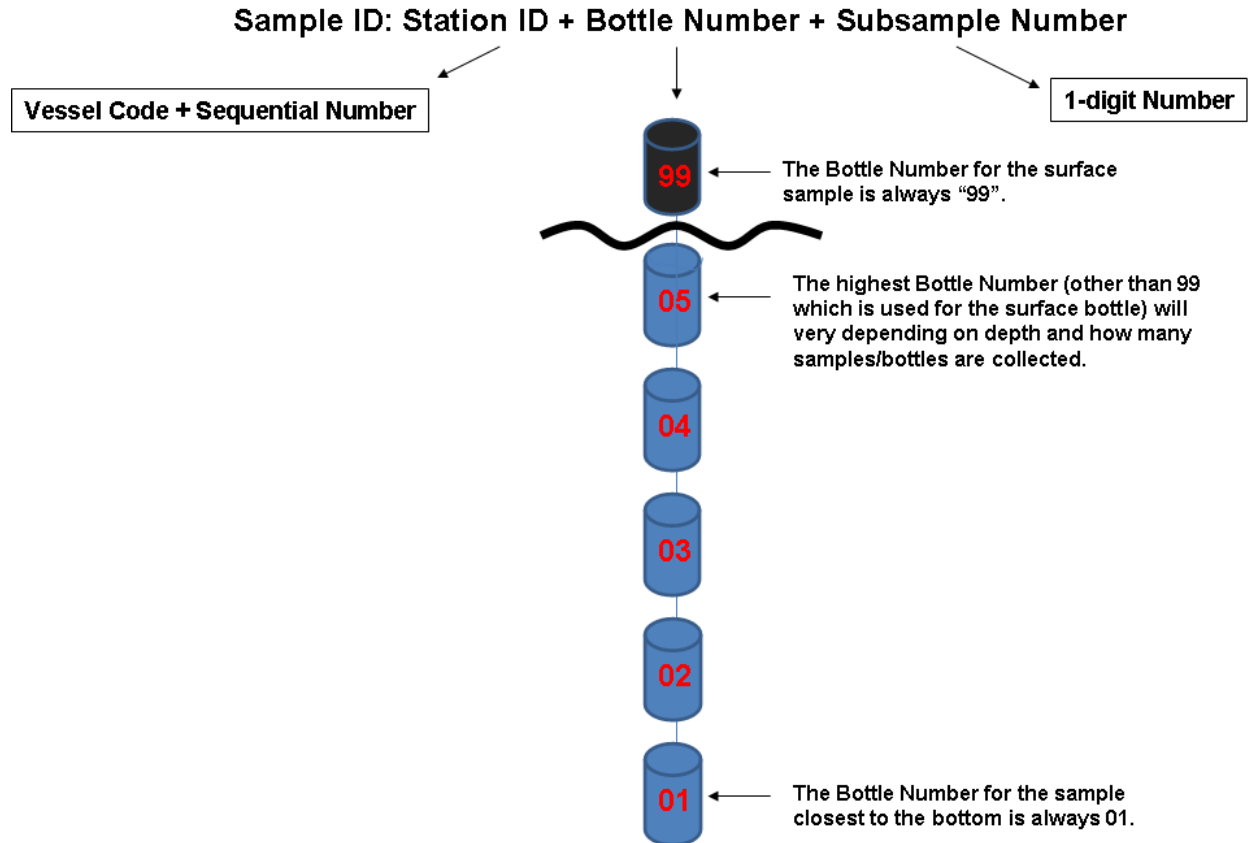 Sample ID: Station ID + Bottle Number + Subsample Number
Vessel Code + Sequential Number
1-digit Number
99
The Bottle Number for the surface
sample is always “99”.
05
The highest Bottle Number (other than 99
which is used for the surface bottle) will
very depending on depth and how many
samples/bottles are collected.
04
03
02
01
The Bottle Number for the sample
closest to the bottom is always 01.